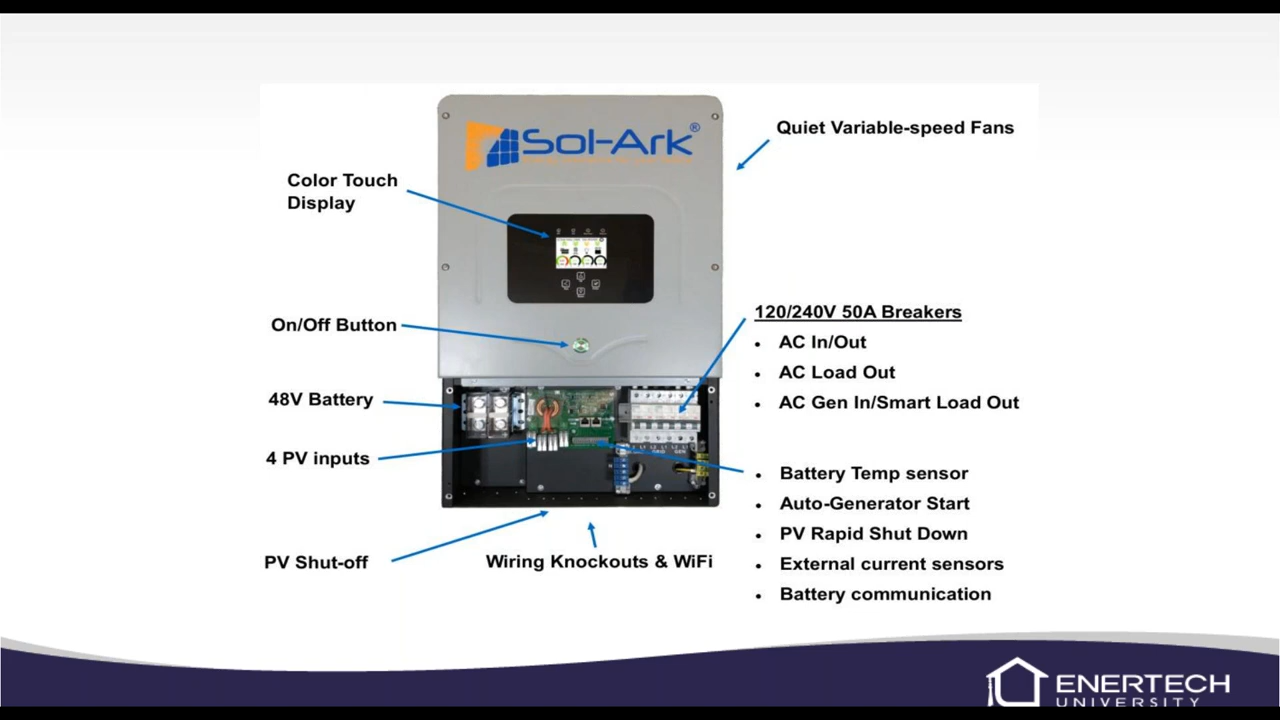 Sol-Ark®
Quiet Variable-speed Fans
Color Touch
Display
On/Off Button
120/240V 50A Breakers
• AC In/Out
• AC Load Out
• AC Gen In/Smart Load Out
48V Battery
4 PV inputs
• Battery Temp sensor
• Auto-Generator Start
• PV Rapid Shut Down
• External current sensors
• Battery communication
PV Shut-off
Wiring Knockouts & WiFi
ENERTECH
UNIVERSITY